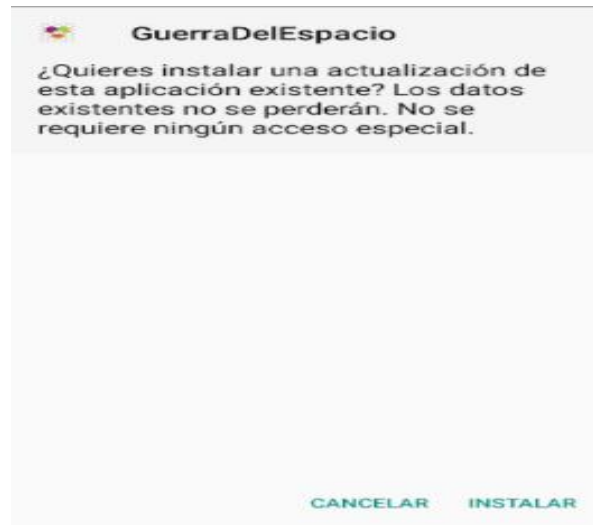 GuerraDelEspacio
¿Quieres instalar una actualización de
esta aplicación existente? Los datos
existentes no se perderán. No se
requiere ningún acceso especial.
CANCELAR INSTALAR